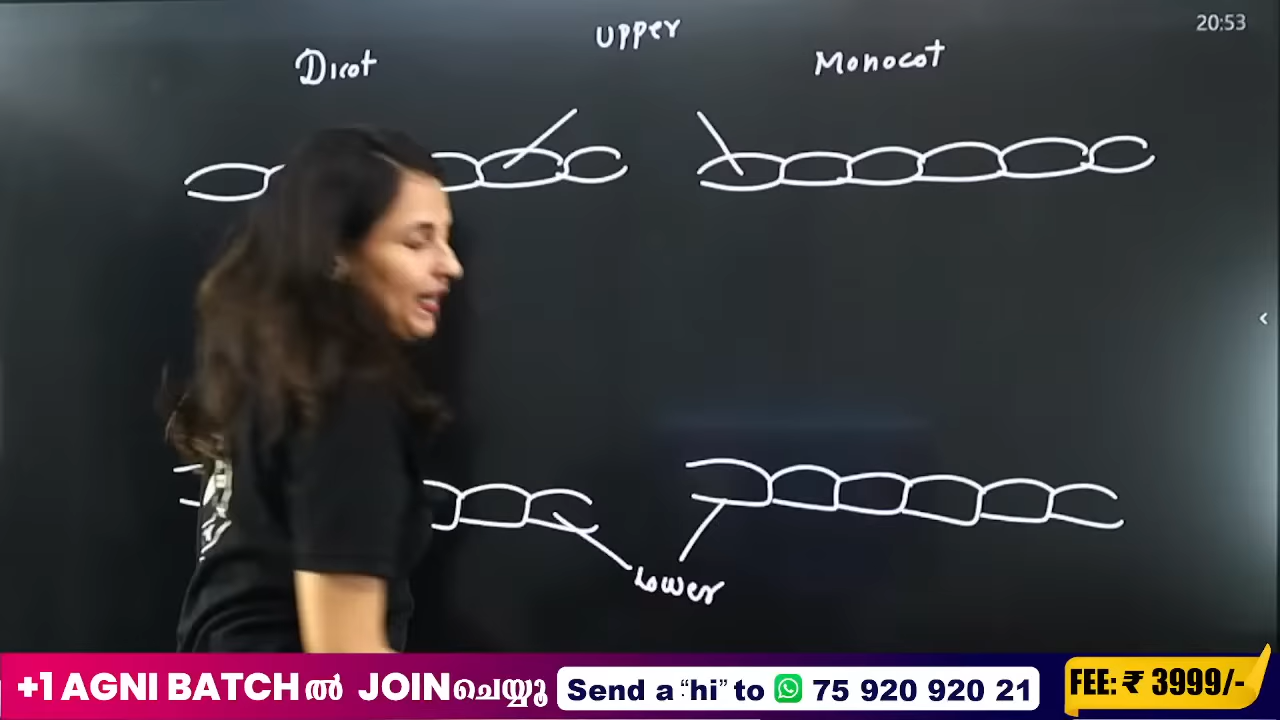 20:53
Upper
Dicot
Monocot
Lower
+1 AGNI BATCHൽ JOINചെയ്യൂ
Send a “hi” to 75 920 920 21
FEE: ₹ 3999/-